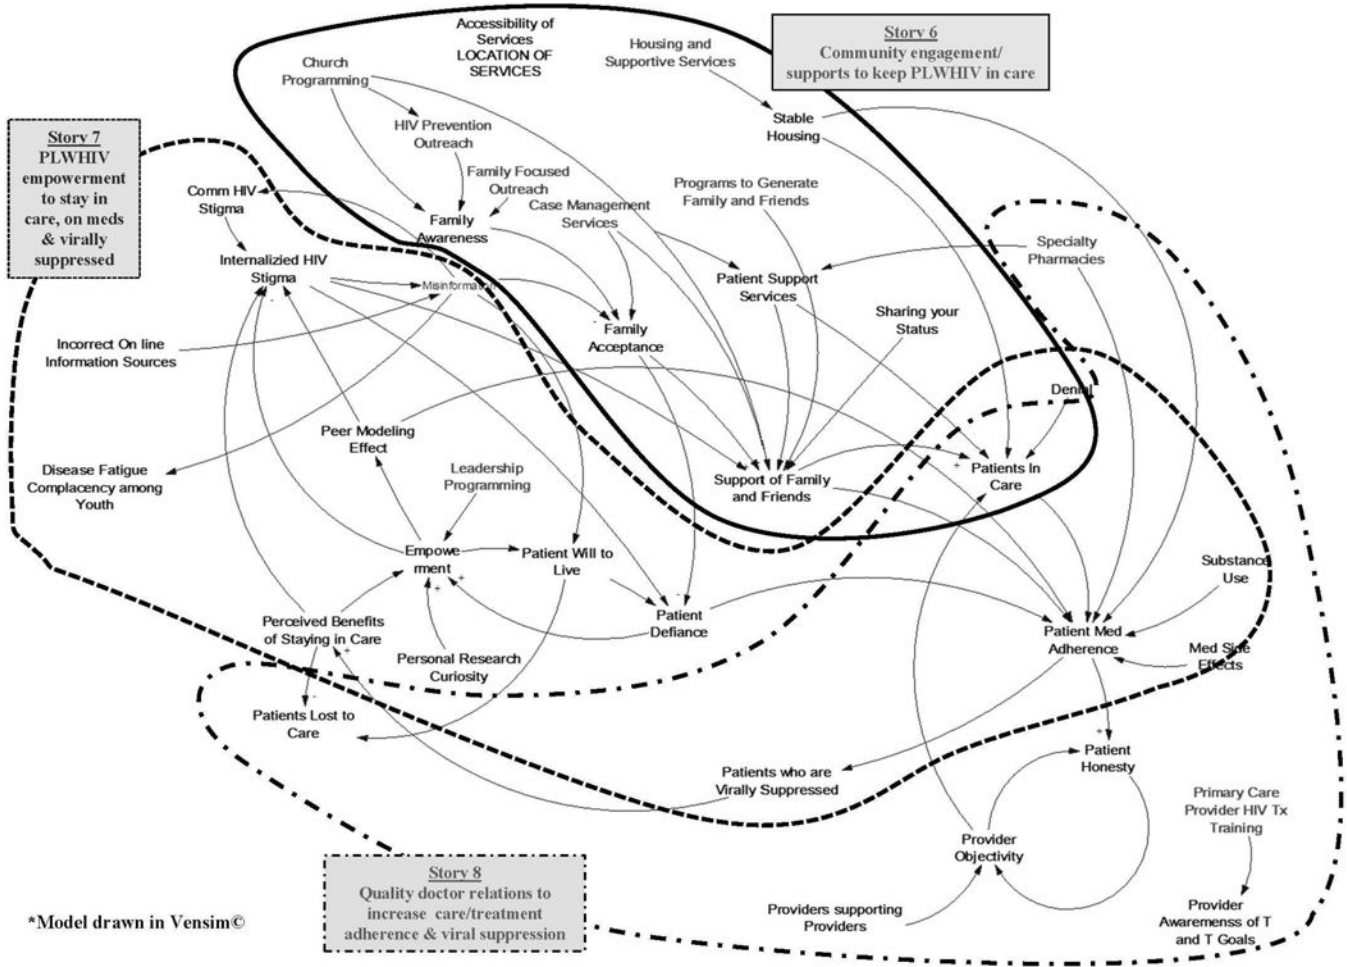 Accessibility of
Services
LOCATION OF
SERVICES
Housing and
Supportive Services
Story 6
Community engagement/
supports to keep PLWHIV in care
Church
Programming
Stable
Housing
HIV Prevention
Outreach
Story 7
PLWHIV
empowerment
to stay in
care, on meds
& virally
suppressed
Family Focused
Outreach
Comm HIV
Stigma
Case Management
Services
Programs to Generate
Family and Friends
Family
Awareness
Specialty
Pharmacies
Internalizied HIV
Stigma
Misinformation
Patient Support
Services
Sharing your
Status
Family
Acceptance
Incorrect On line
Information Sources
Denial
Peer Modeling
Effect
Disease Fatigue
Complacency among
Youth
Leadership
Programming
Support of Family
and Friends
Patients In
Care
Empowe
rment
Patient Will to
Live
Substance
Use
Perceived Benefits
of Staying in Care
Patient
Defiance
Patient Med
Adherence
Personal Research
Curiosity
Med Side
Effects
Patients Lost to
Care
Patients who are
Virally Suppressed
Patient
Honesty
Primary Care
Provider HIV Tx
Training
Provider
Objectivity
Story 8
Quality doctor relations to
increase care/treatment
adherence & viral suppression
Providers supporting
Providers
Provider
Awaremenss of T
and T Goals
*Model drawn in Vensim©